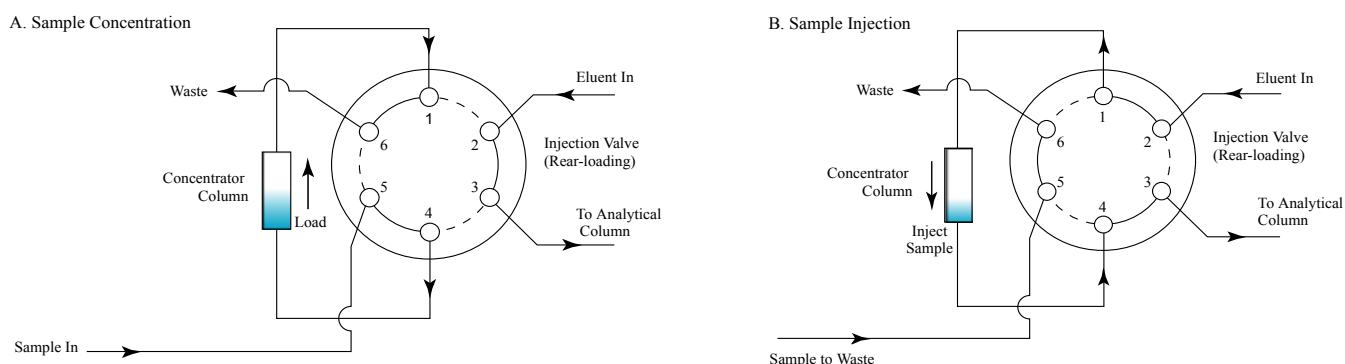 A. Sample Concentration
Waste
Eluent In
1
2
Injection Valve
(Rear-loading)
6
5
3
4
Concentrator
Column
Load
To Analytical
Column
Sample In
B. Sample Injection
Waste
Eluent In
1
2
Injection Valve
(Rear-loading)
6
5
3
4
Concentrator
Column
Inject
Sample
To Analytical
Column
Sample to Waste